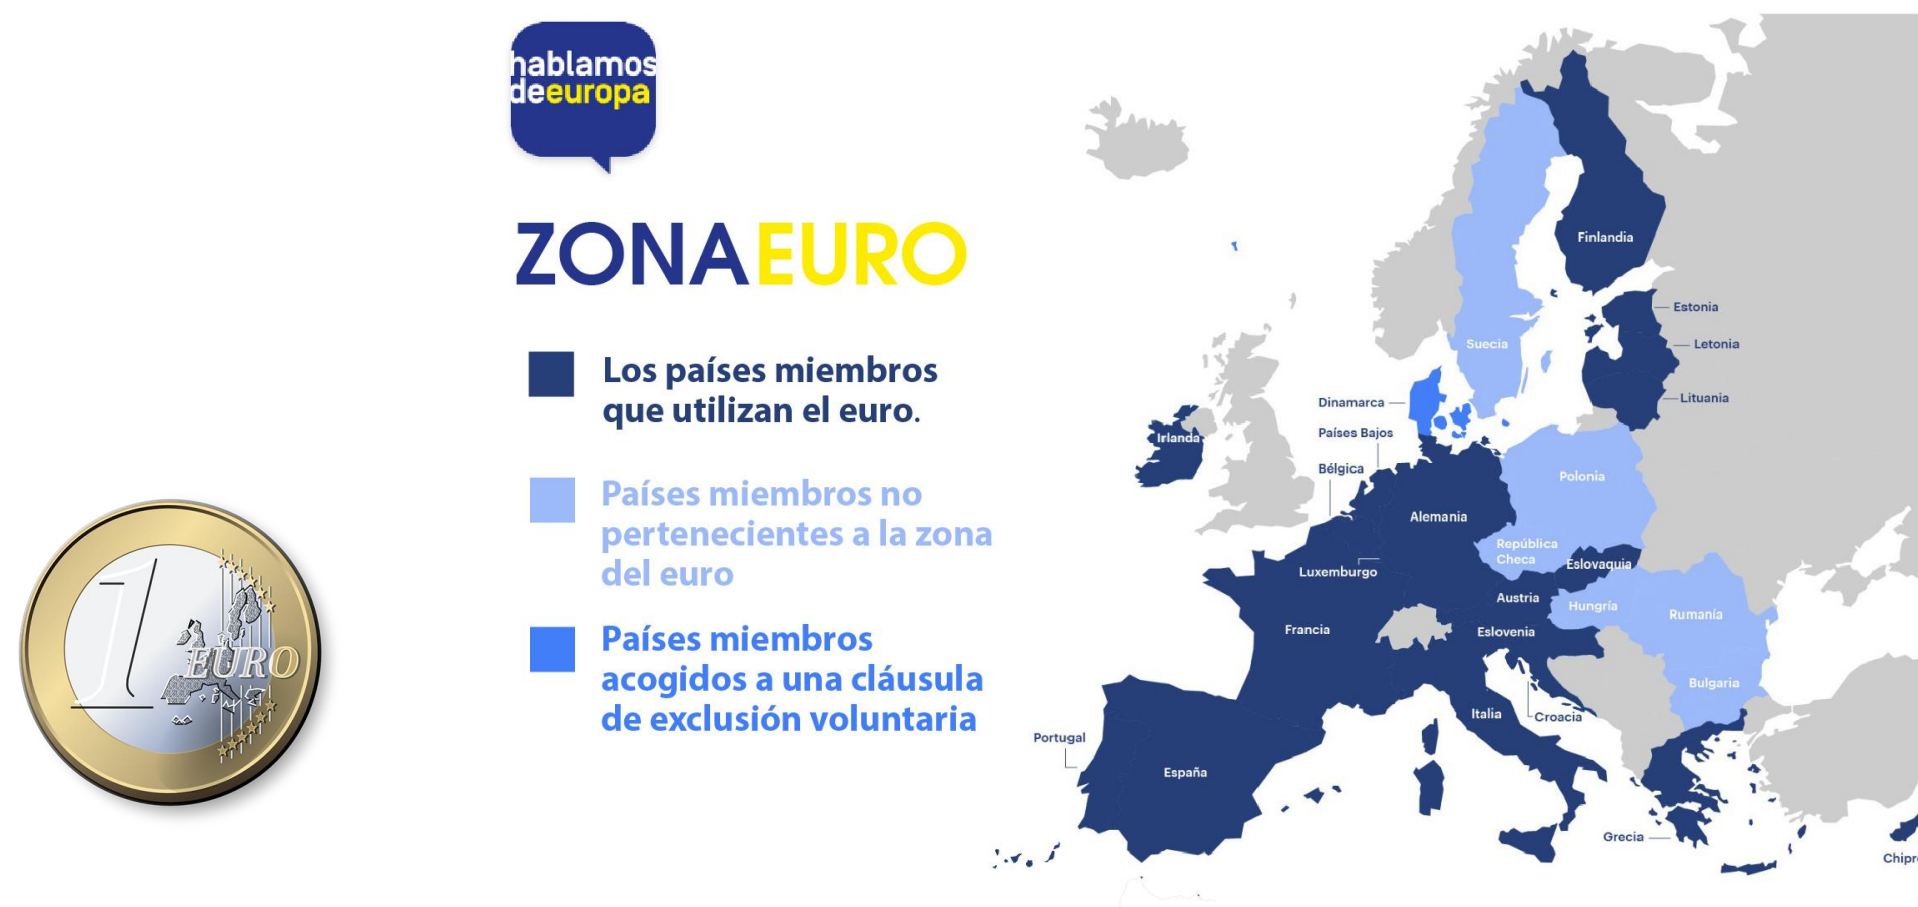 hablamos
deeuropa
ZONAEURO
Los países miembros
que utilizan el euro.
Países miembros no
pertenecientes a la zona
del euro
Países miembros
acogidos a una cláusula
de exclusión voluntaria
1
EURO
Finlandia
Estonia
Suecia
Letonia
Lituania
Dinamarca
Países Bajos
Irlanda
Bélgica
Polonia
Alemania
República
Checa
Eslovaquia
Luxemburgo
Austria
Hungría
Rumanía
Francia
Eslovenia
Bulgaria
Italia
Croacia
Portugal
España
Grecia
Chipre